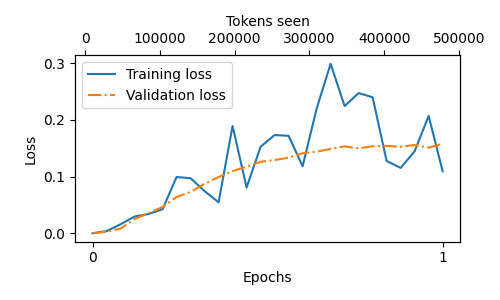 Tokens seen
0 100000 200000 300000 400000 500000
Training loss
Validation loss
0.3
0.2
0.1
0.0
Loss
0 1
Epochs